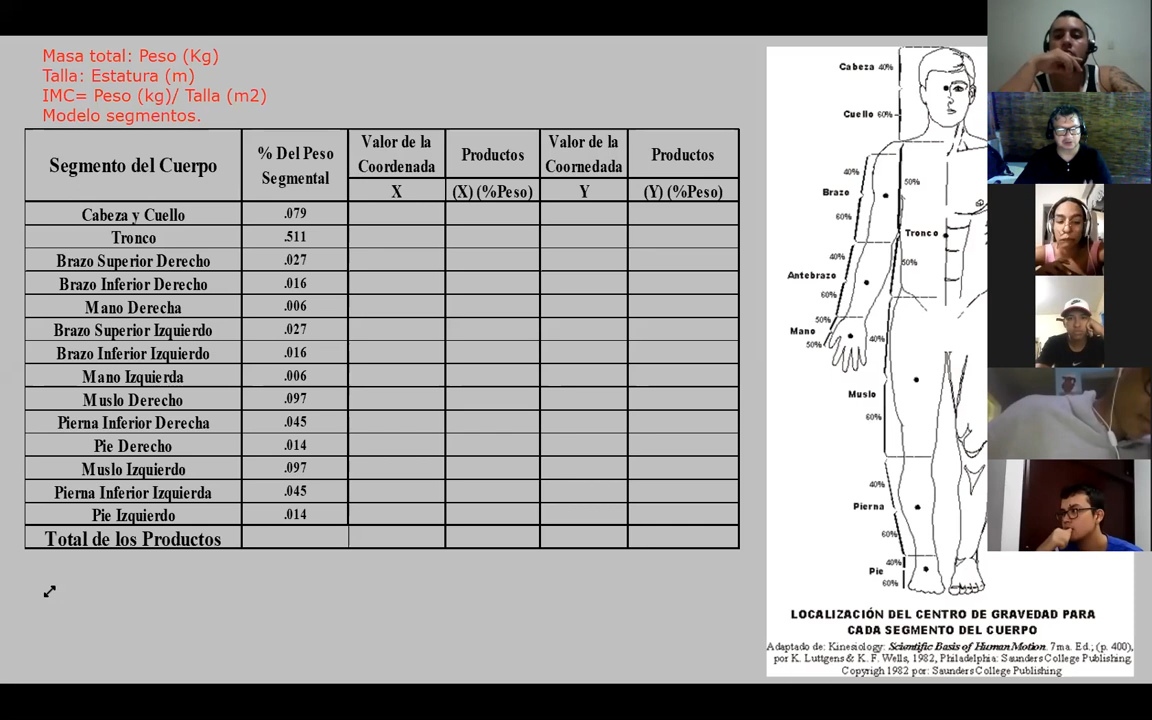 Masa total: Peso (Kg)
Talla: Estatura (m)
IMC= Peso (kg)/ Talla (m2)
Modelo segmentos.
Segmento del Cuerpo
% Del Peso
Segmental
Valor de la
Coordenada
X
Productos
(X) (%Peso)
Valor de la
Coornedada
Y
Productos
(Y) (%Peso)
Cabeza y Cuello .079
Tronco .511
Brazo Superior Derecho .027
Brazo Inferior Derecho .016
Mano Derecha .006
Brazo Superior Izquierdo .027
Brazo Inferior Izquierdo .016
Mano Izquierda .006
Muslo Derecho .097
Pierna Inferior Derecha .045
Pie Derecho .014
Muslo Izquierdo .097
Pierna Inferior Izquierda .045
Pie Izquierdo .014
Total de los Productos
Cabeza 40%
Cuello 60%
40%
50%
Brazo
60%
Tronco
40%
50%
Antebrazo
60%
50%
Mano
50%
40%
Muslo
60%
40%
Pierna
60%
40%
Pie
60%
LOCALIZACIÓN DEL CENTRO DE GRAVEDAD PARA
CADA SEGMENTO DEL CUERPO
Adaptado de: Kinesiology: Scientific Basis of Human Motion. 7ma. Ed.; (p. 400),
por K. Luttgens & K. F. Wells, 1982, Philadelphia: Saunders College Publishing.
Copyrigh 1982 por: Saunders College Publishing